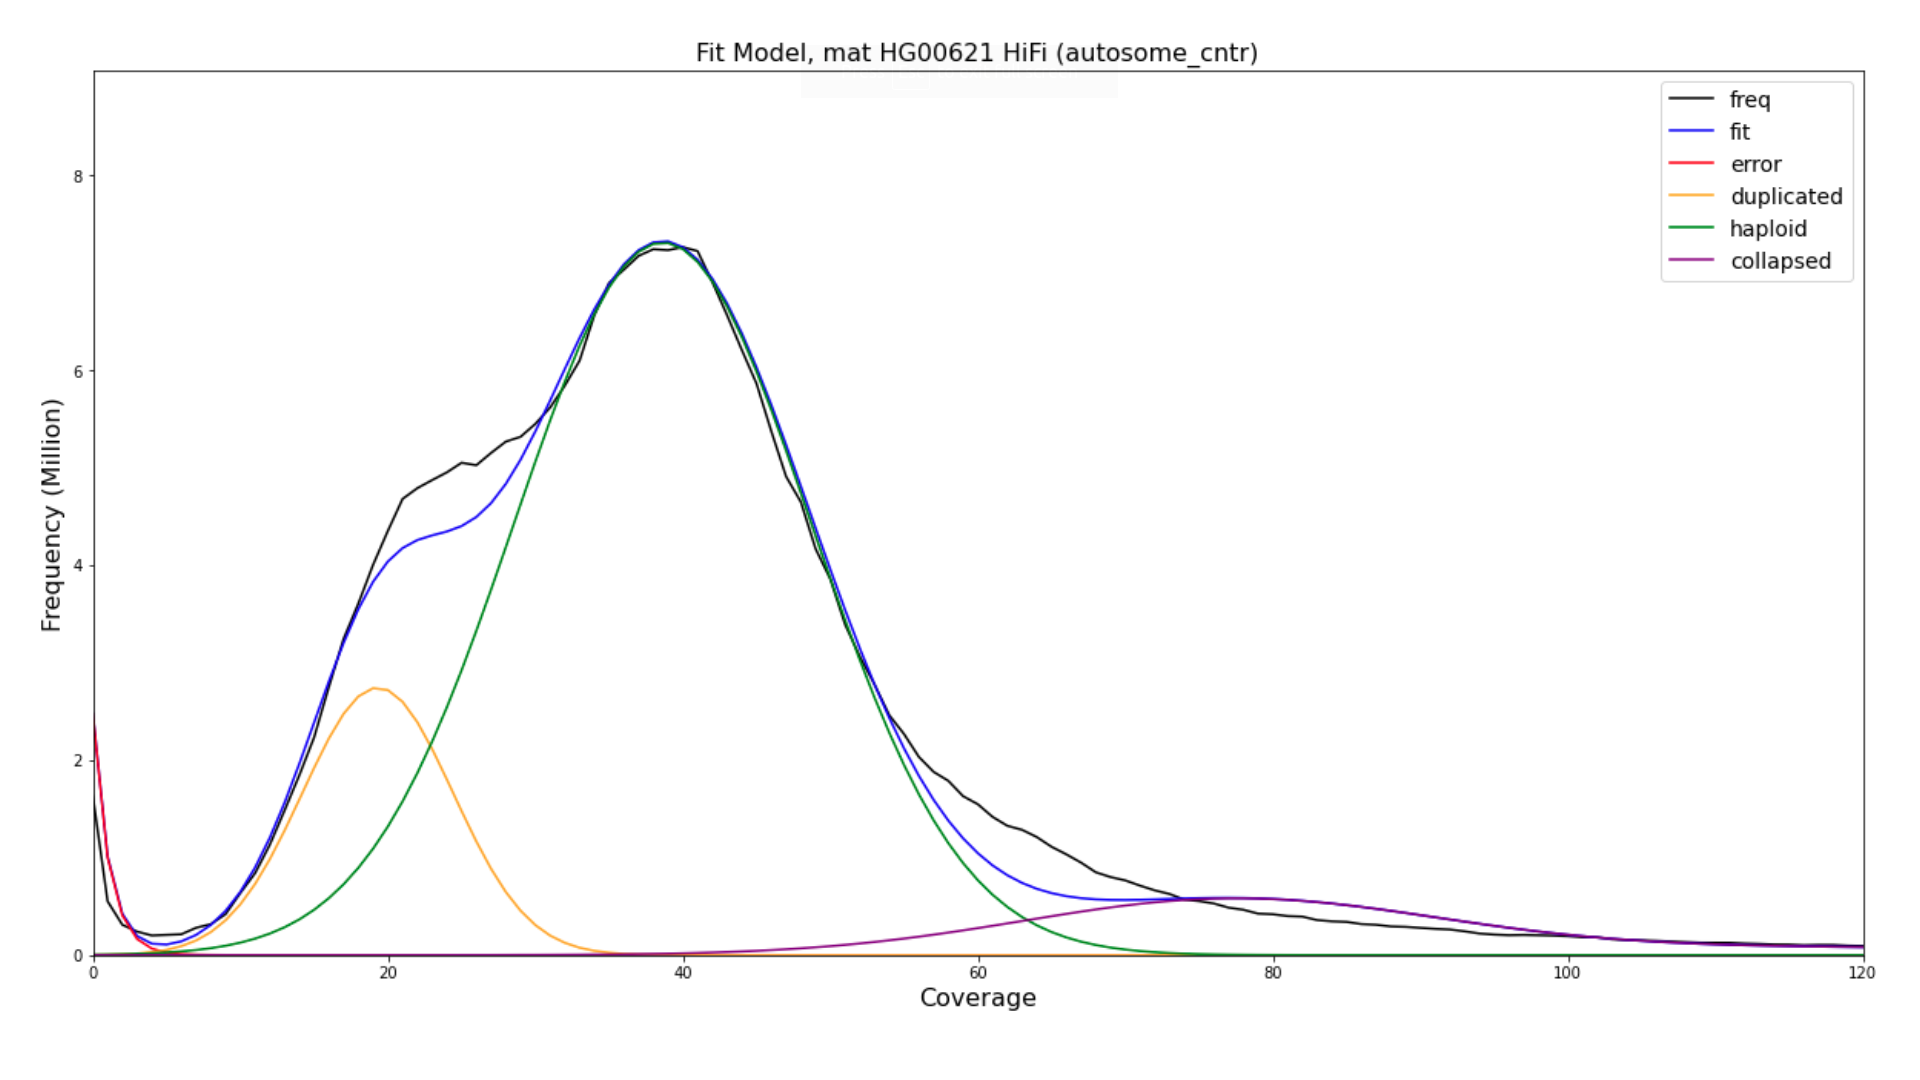 Fit Model, mat HG00621 HiFi (autosome_cntr)
freq
fit
error
duplicated
haploid
collapsed
Frequency (Million)
8
6
4
2
0
0 20 40 60 80 100 120
Coverage